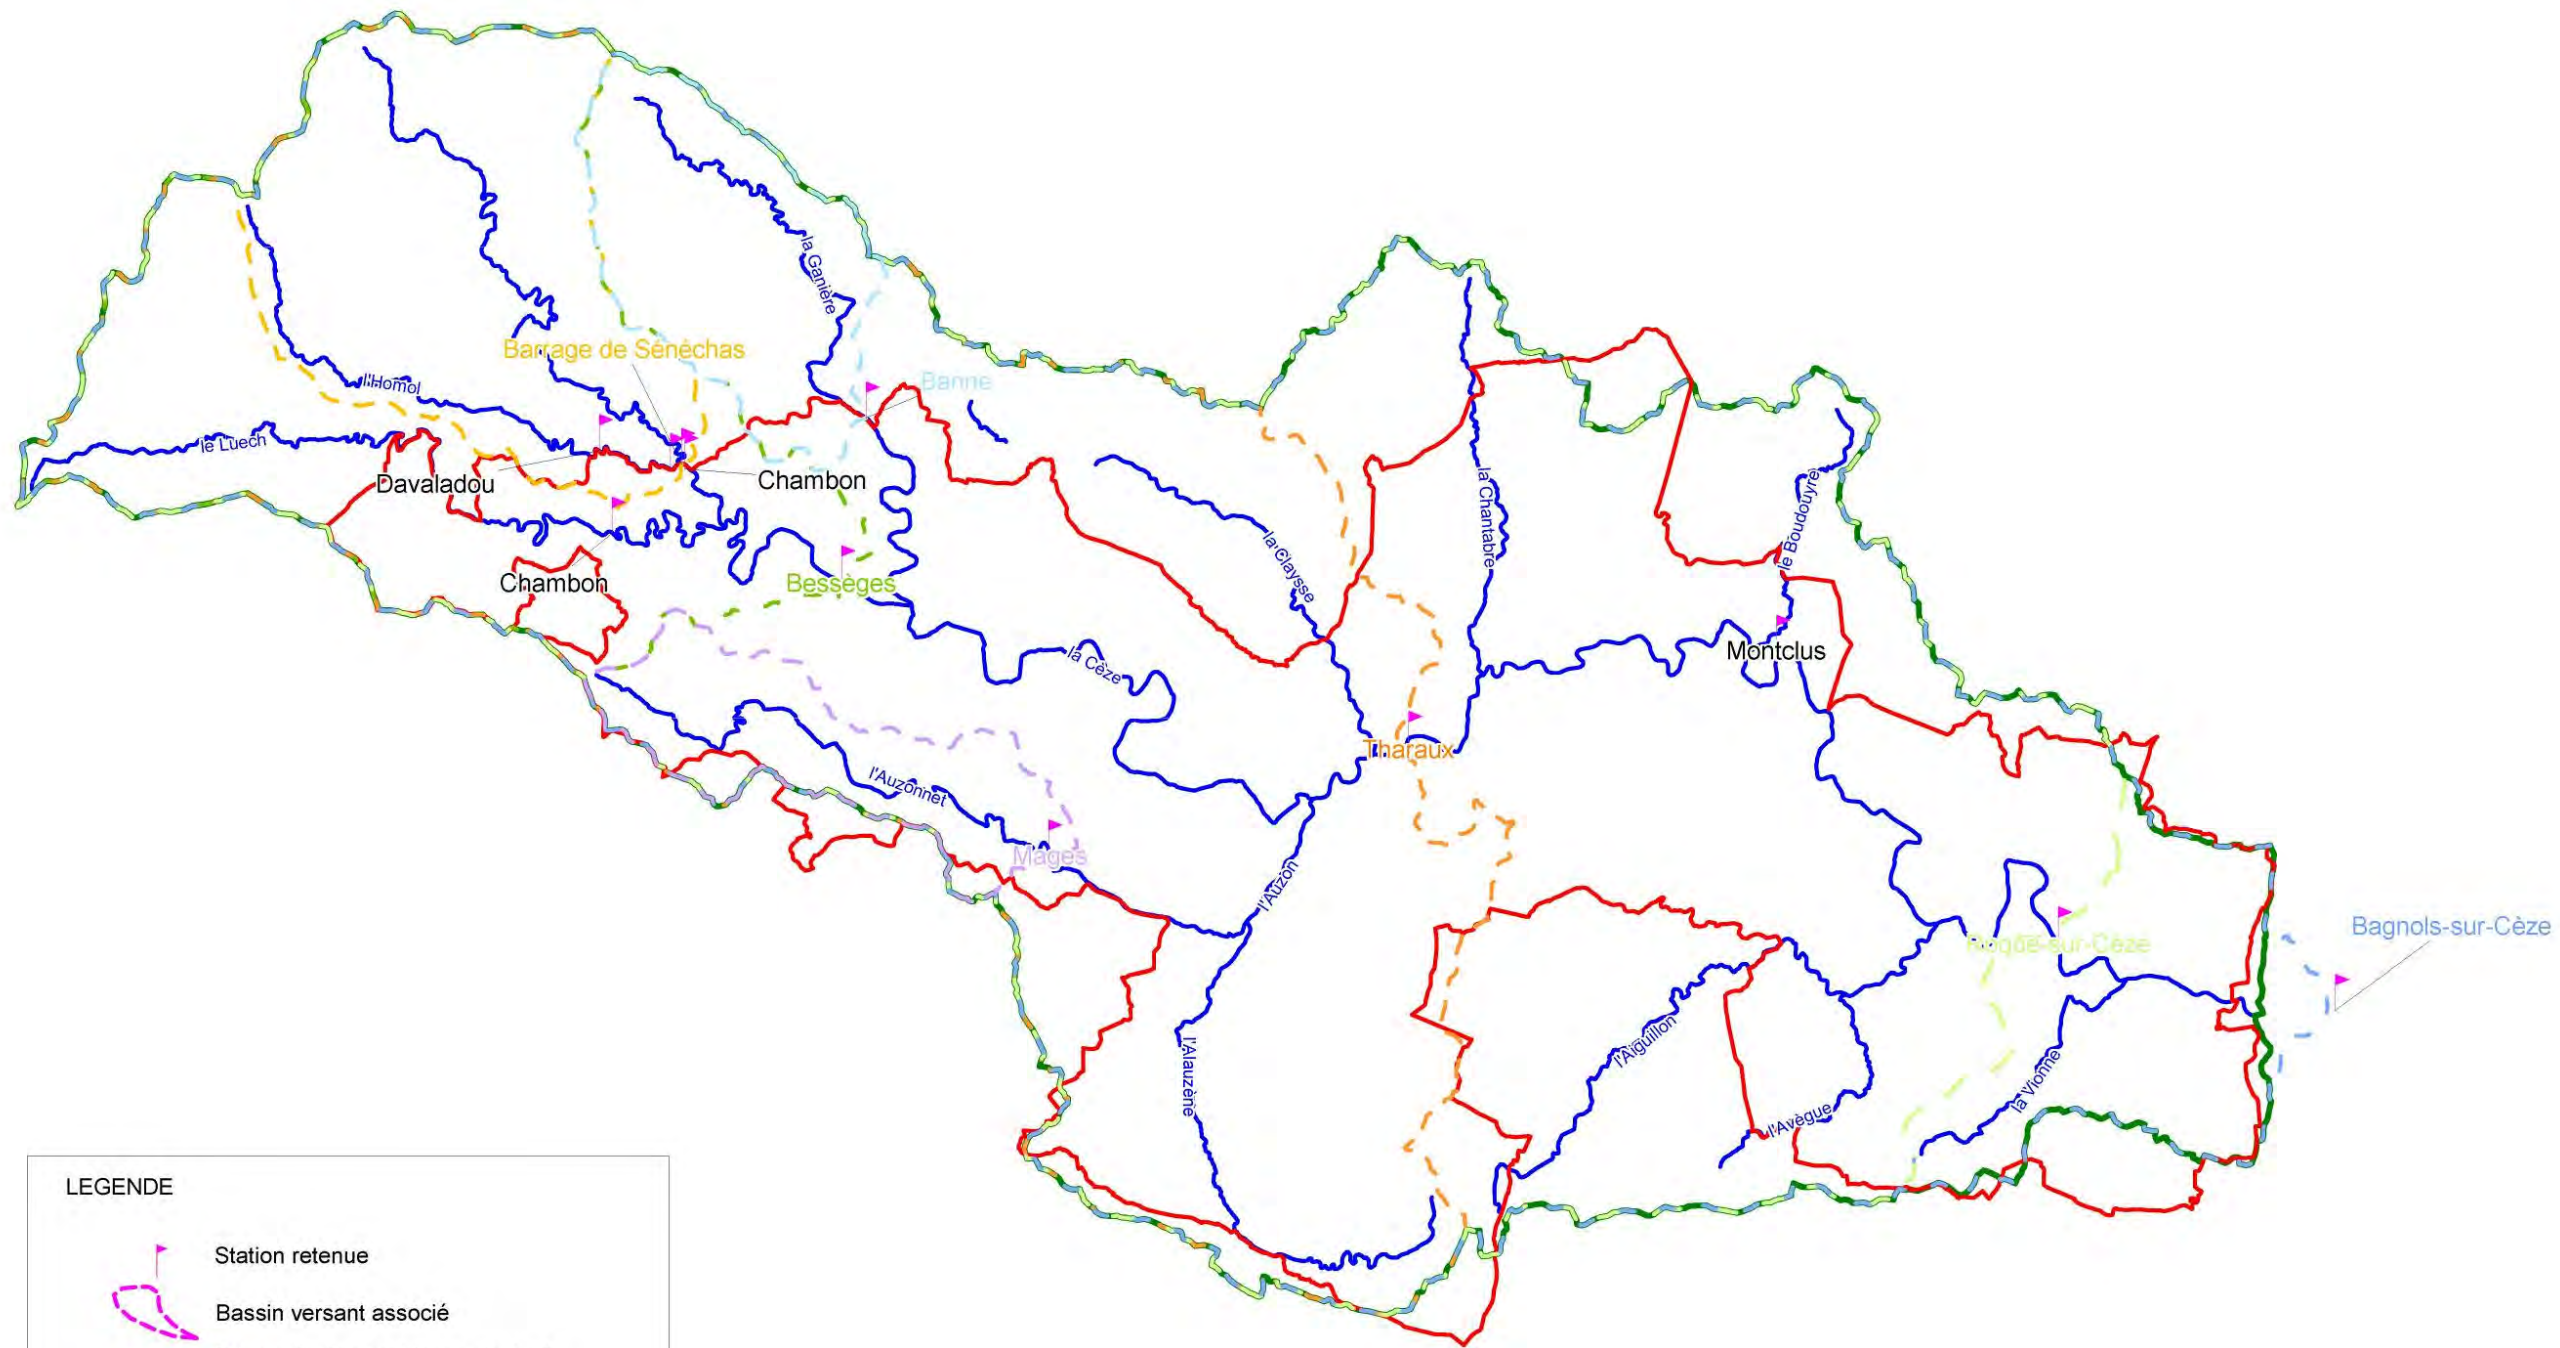 la Ganière
Barrage de Sénéchas
Banne
l'Homol
le Luech
Davaladou
Chambon
la Chantabre
le Boudouyre
la Claysse
Chambon
Bessèges
Montclus
la Cèze
Tharaux
l'Auzonnet
Mages
l'Auzon
Bagnols-sur-Cèze
Roque-sur-Cèze
l'Aiguillon
l'Alauzène
la Vionne
l'Avègue
LEGENDE
Station retenue
Bassin versant associé